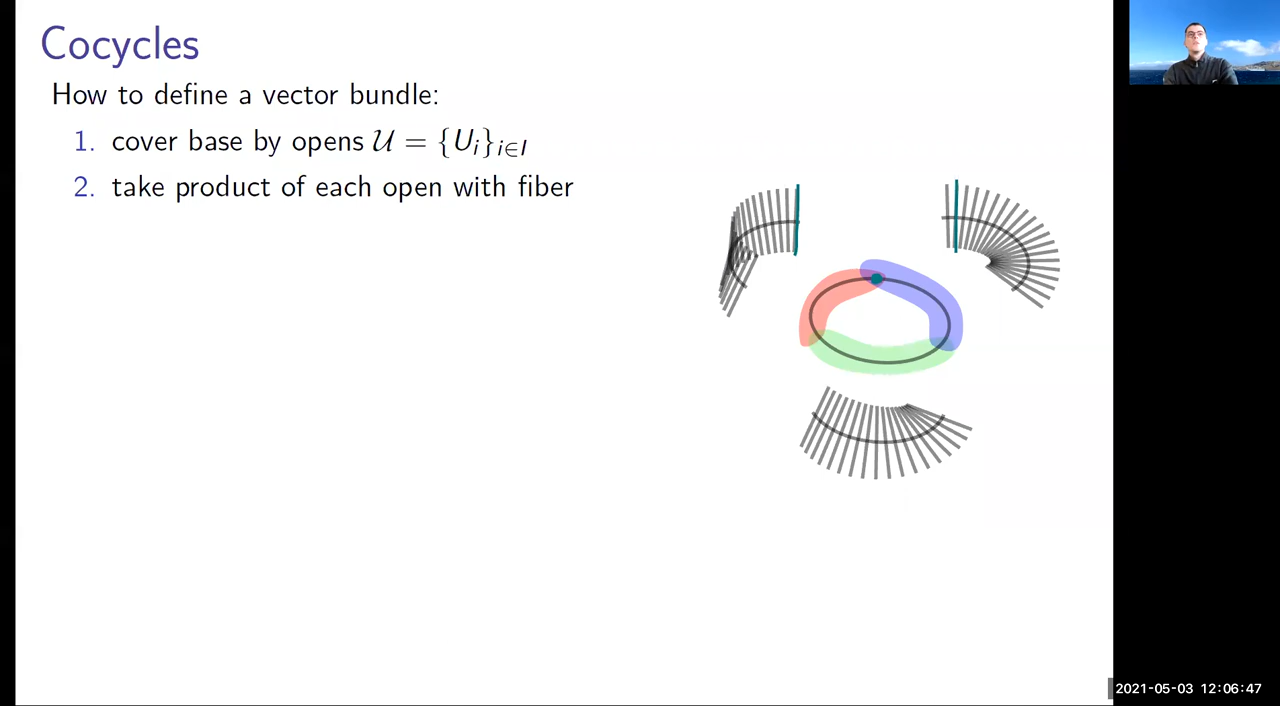 Cocycles
How to define a vector bundle:
1. cover base by opens 𝒰 = {U_i}_{i∈I}
2. take product of each open with fiber
2021-05-03 12:06:47